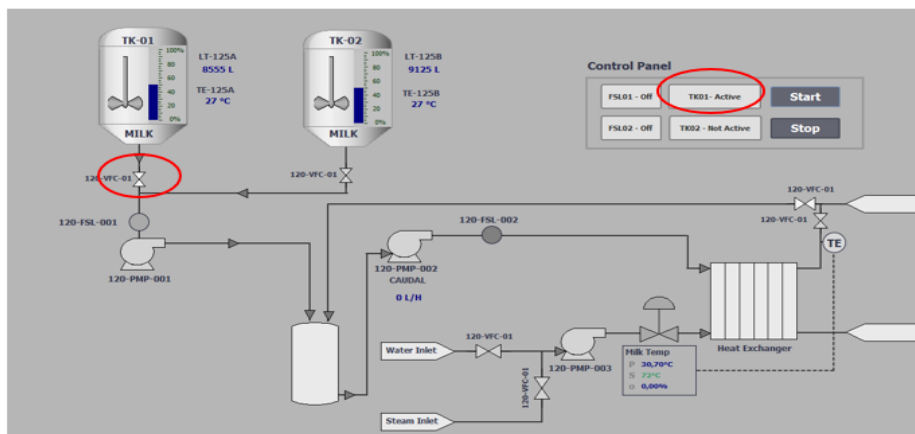 TK-01
100%
80
60
40
20
0%
MILK
LT-125A
8555 L
TE-125A
27 ºC
TK-02
100%
80
60
40
20
0%
MILK
LT-125B
9125 L
TE-125B
27 ºC
Control Panel
FSL01 - Off
TK01- Active
Start
FSL02 - Off
TK02 - Not Active
Stop
120-VFC-01
120-VFC-01
120-VFC-01
120-VFC-01
120-FSL-001
120-FSL-002
TE
120-PMP-001
120-PMP-002
CAUDAL
0 L/H
120-VFC-01
Water Inlet
120-PMP-003
120-VFC-01
Steam Inlet
Milk Temp
P 30,70ºC
S 72ºC
o 0,00%
Heat Exchanger